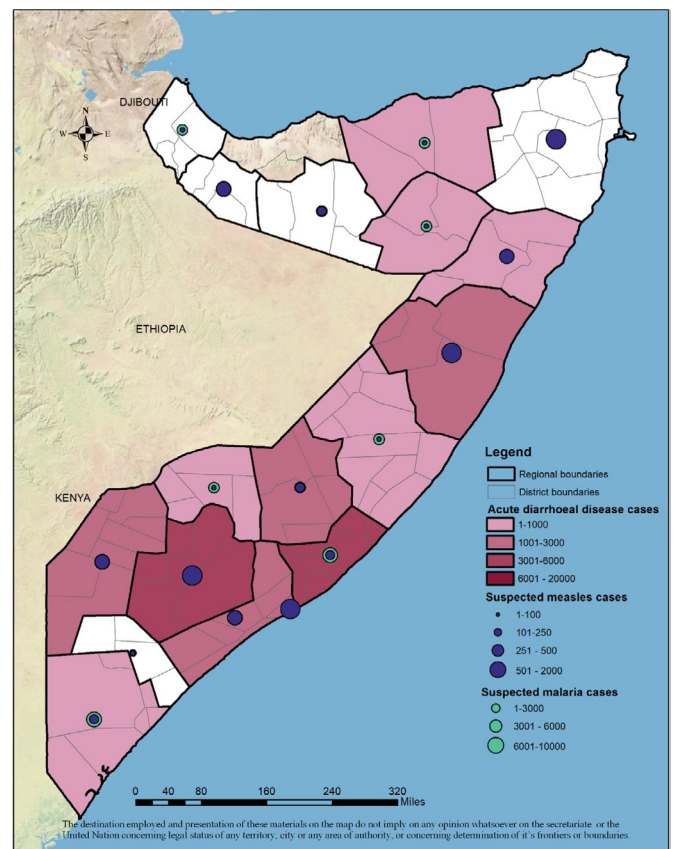 DJIBOUTI
N
W E
S
ETHIOPIA
KENYA
Legend
Regional boundaries
District boundaries
Acute diarrhoeal disease cases
1-1000
1001-3000
3001-6000
6001 - 20000
Suspected measles cases
1-100
101-250
251 - 500
501 - 2000
Suspected malaria cases
1-3000
3001 - 6000
6001-10000
0 40 80 160 240 320
Miles
The destination employed and presentation of these materials on the map do not imply on any opinion whatsoever on the secretariate or the
United Nation concerning legal status of any territory, city or any area of authority, or concerning determination of it's frontiers or boundaries.